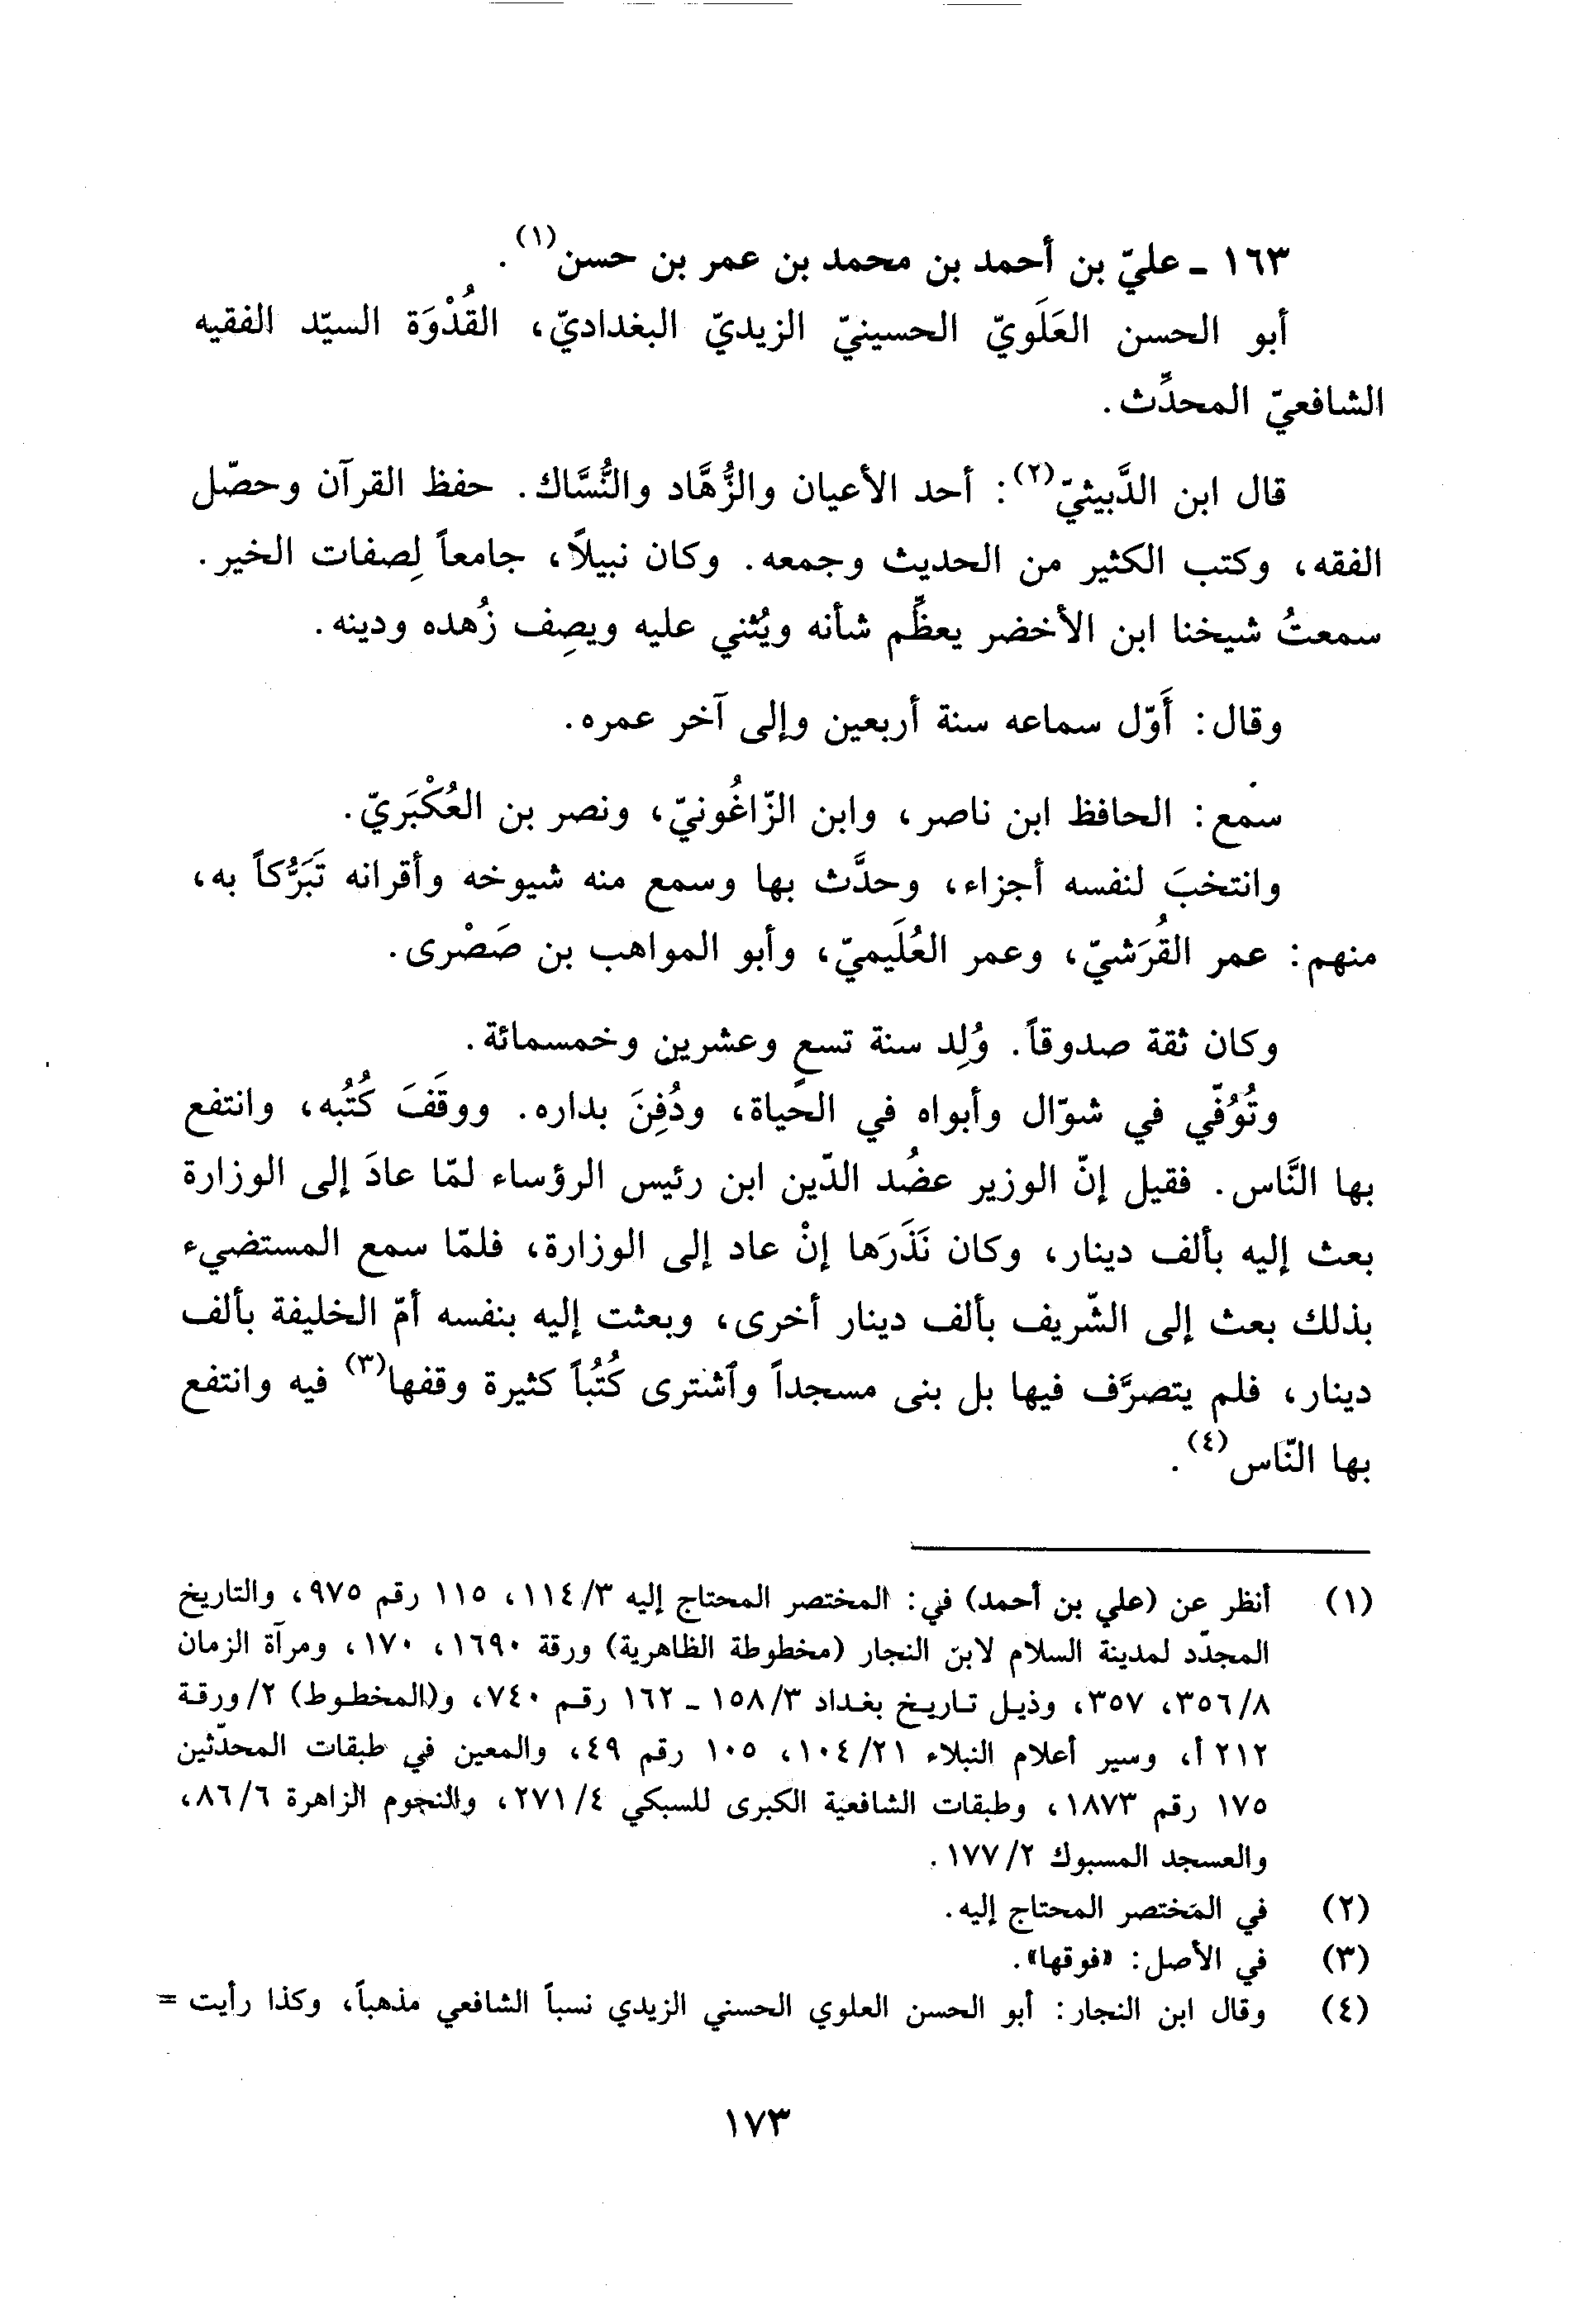 ١٦٣ - عليّ بن أحمد بن محمد بن عمر بن حسن(١).
أبو الحسن العَلَويّ الحسينيّ الزيديّ البغداديّ، القُدْوَة السيّد الفقيه
الشافعيّ المحدِّث.
قال ابن الدَّبيثيّ(٢): أحد الأعيان والزُّهَّاد والنُّسَّاك. حفظ القرآن وحصّل
الفقه، وكتب الكثير من الحديث وجمعه. وكان نبيلاً، جامعاً لِصفات الخير.
سمعتُ شيخنا ابن الأخضر يعظِّم شأنه ويُثني عليه ويصِف زُهده ودينه.
وقال: أَوّل سماعه سنة أربعين وإلى آخر عمره.
سمع: الحافظ ابن ناصر، وابن الزّاغُونيّ، ونصر بن العُكْبَريّ.
وانتخبَ لنفسه أجزاء، وحدَّث بها وسمع منه شيوخه وأقرانه تَبَرُّكاً به،
منهم: عمر القُرَشيّ، وعمر العُلَيميّ، وأبو المواهب بن صَصْرى.
وكان ثقة صدوقاً. وُلِد سنة تسعٍ وعشرين وخمسمائة.
وتُوُفّي في شوّال وأبواه في الحياة، ودُفِنَ بداره. ووقَفَ كُتُبه، وانتفع
بها النَّاس. فقيل إنّ الوزير عضُد الدّين ابن رئيس الرؤساء لمّا عادَ إلى الوزارة
بعث إليه بألف دينار، وكان نَذَرَها إنْ عاد إلى الوزارة، فلمّا سمع المستضيء
بذلك بعث إلى الشّريف بألف دينار أخرى، وبعثت إليه بنفسه أمّ الخليفة بألف
دينار، فلم يتصرَّف فيها بل بنى مسجداً وٱشترى كُتُباً كثيرة وقفها(٣) فيه وانتفع
بها النّاس(٤).
(١) أنظر عن (علي بن أحمد) في: المختصر المحتاج إليه ٣/ ١١٤، ١١٥ رقم ٩٧٥، والتاريخ
المجدّد لمدينة السلام لابن النجار (مخطوطة الظاهرية) ورقة ١٦٩٠، ١٧٠، ومرآة الزمان
٨/ ٣٥٦، ٣٥٧، وذيل تاريخ بغداد ٣/ ١٥٨ - ١٦٢ رقم ٧٤٠، و(المخطوط) ٢/ ورقة
٢١٢ أ، وسير أعلام النبلاء ٢١/ ١٠٤، ١٠٥ رقم ٤٩، والمعين في طبقات المحدّثين
١٧٥ رقم ١٨٧٣، وطبقات الشافعية الكبرى للسبكي ٤/ ٢٧١، والنجوم الزاهرة ٦/ ٨٦،
والعسجد المسبوك ٢/ ١٧٧.
(٢) في المختصر المحتاج إليه.
(٣) في الأصل: «فوقها».
(٤) وقال ابن النجار: أبو الحسن العلوي الحسني الزيدي نسباً الشافعي مذهباً، وكذا رأيت =
١٧٣